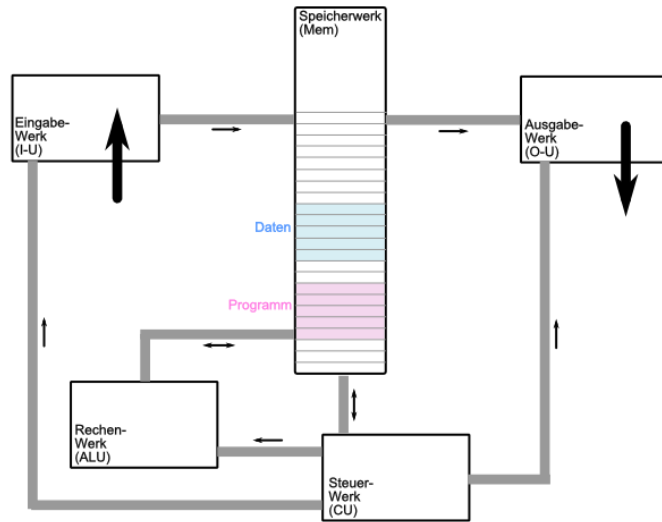 Speicherwerk
(Mem)
Eingabe-
Werk
(I-U)
Ausgabe-
Werk
(O-U)
Daten
Programm
Rechen-
Werk
(ALU)
Steuer-
Werk
(CU)